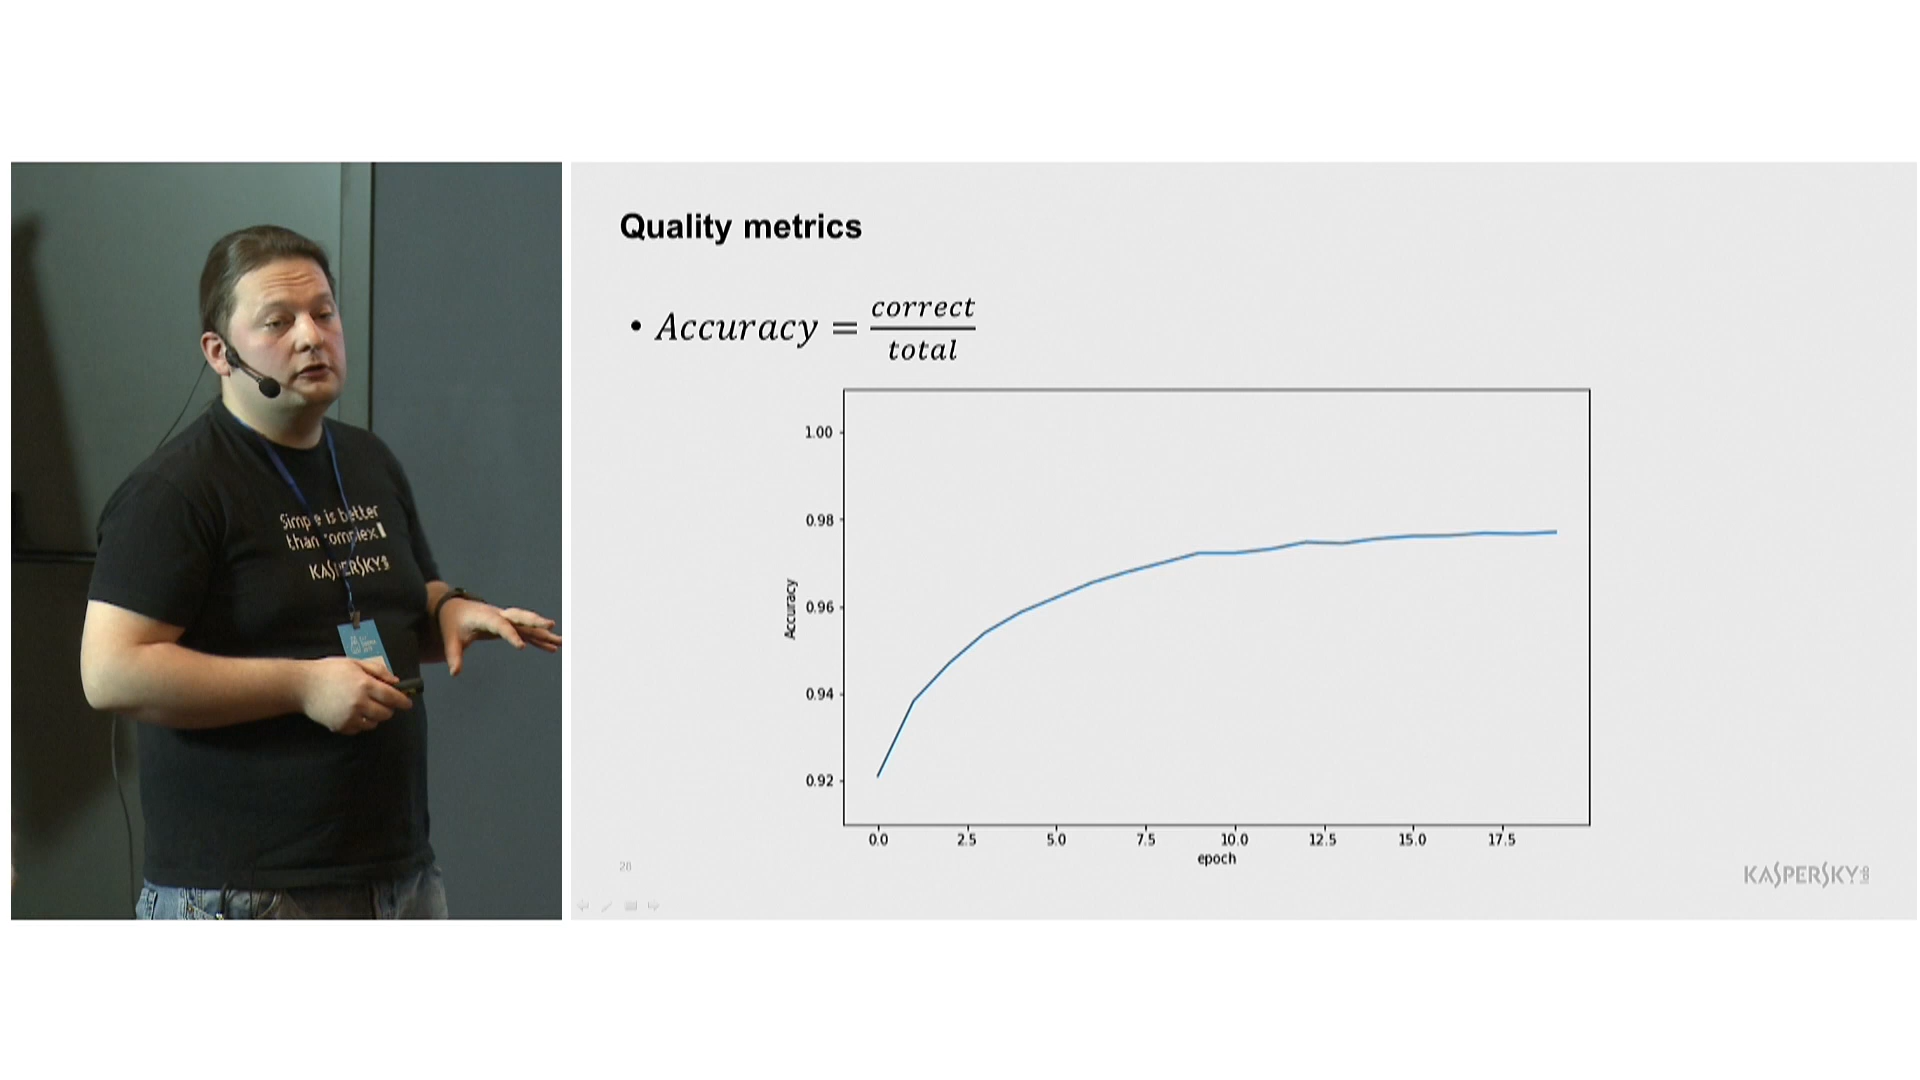 Simple is better
than complex
KASPERSKY
Quality metrics
• Accuracy = correct
total
1.00
0.98
0.96
0.94
0.92
Accuracy
0.0 2.5 5.0 7.5 10.0 12.5 15.0 17.5
epoch
28
KASPERSKY lab